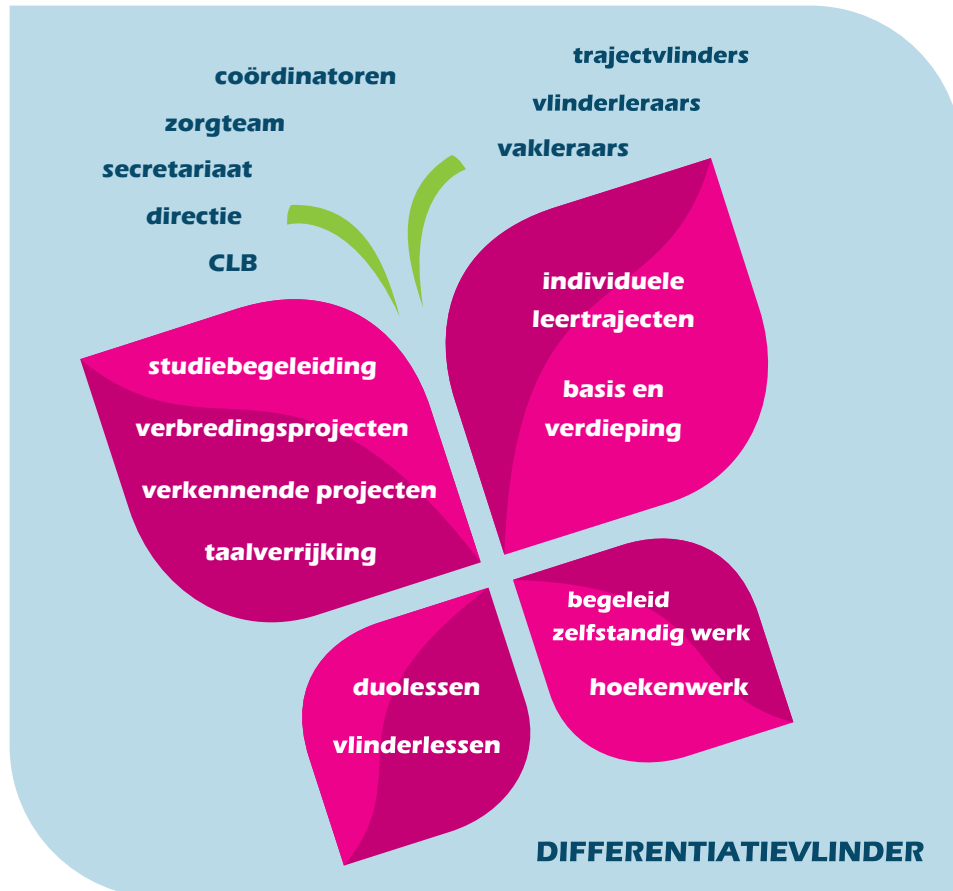 coördinatoren
zorgteam
secretariaat
directie
CLB
trajectvlinders
vlinderleraars
vakleraars
studiebegeleiding
verbredingsprojecten
verkennende projecten
taalverrijking
individuele
leertrajecten
basis en
verdieping
duolessen
vlinderlessen
begeleid
zelfstandig werk
hoekenwerk
DIFFERENTIATIEVLINDER